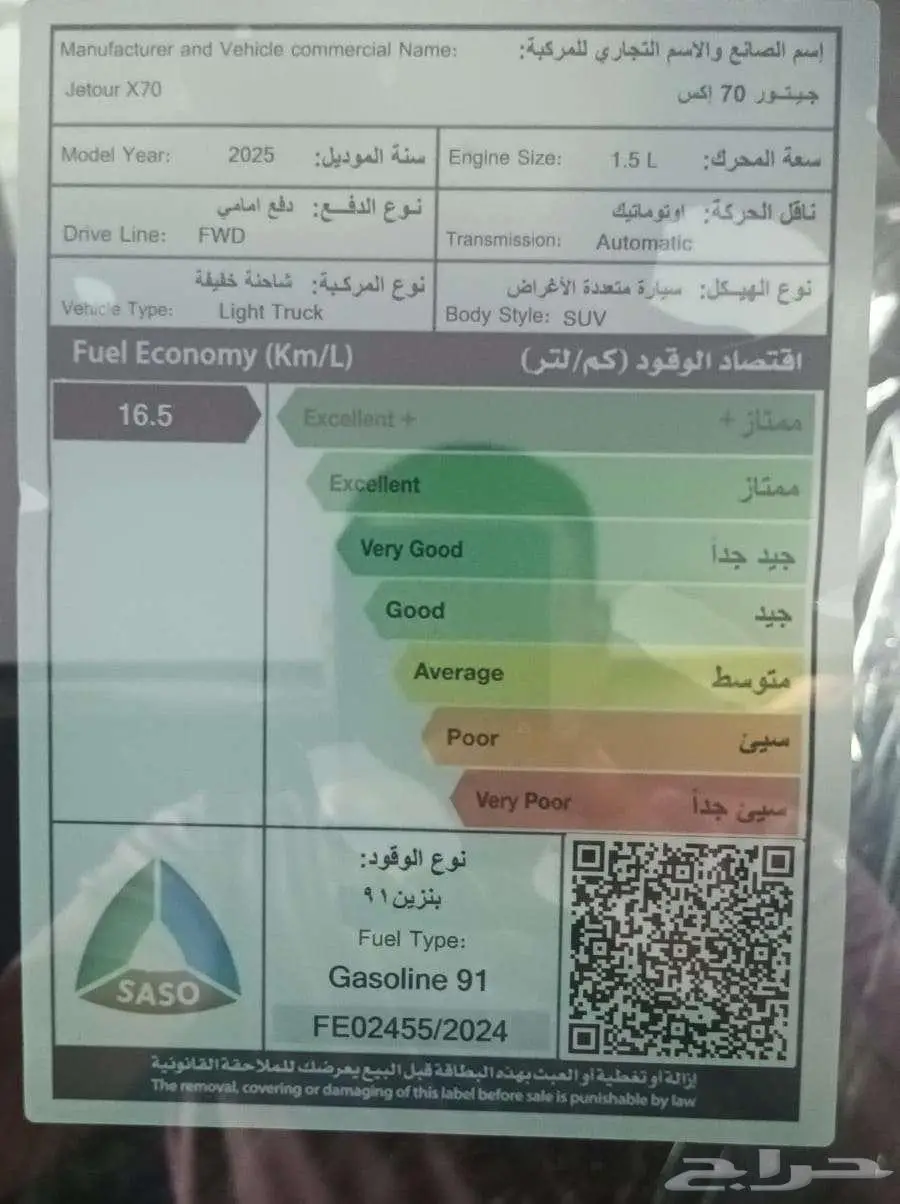 Manufacturer and Vehicle commercial Name: إسم الصانع والاسم التجاري للمركبة:
Jetour X70 جيتور 70 إكس
Model Year: 2025 سنة الموديل:
Engine Size: 1.5 L سعة المحرك:
نوع الدفع: دفع امامي
Drive Line: FWD
ناقل الحركة: اوتوماتيك
Transmission: Automatic
نوع المركبة: شاحنة خفيفة
Vehicle Type: Light Truck
نوع الهيكل: سيارة متعددة الأغراض
Body Style: SUV
Fuel Economy (Km/L) اقتصاد الوقود (كم/لتر)
16.5
Excellent + ممتاز +
Excellent ممتاز
Very Good جيد جداً
Good جيد
Average متوسط
Poor سيئ
Very Poor سيئ جداً
SASO
نوع الوقود:
بنزين ٩١
Fuel Type:
Gasoline 91
FE02455/2024
إزالة أو تغطية أو العبث بهذه البطاقة قبل البيع يعرضك للملاحقة القانونية
The removal, covering or damaging of this label before sale is punishable by law
حراج